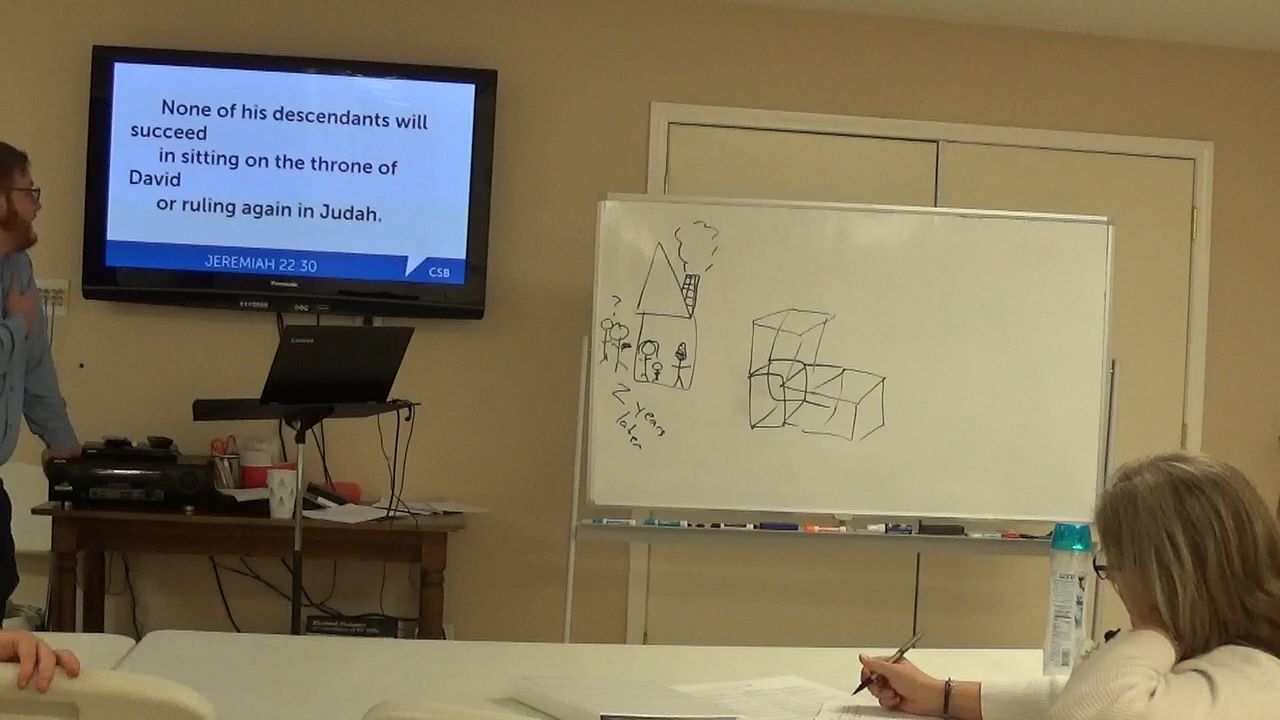 None of his descendants will
succeed
in sitting on the throne of
David
or ruling again in Judah.
JEREMIAH 22:30
CSB
Panasonic
Lenovo
?
2 years
later